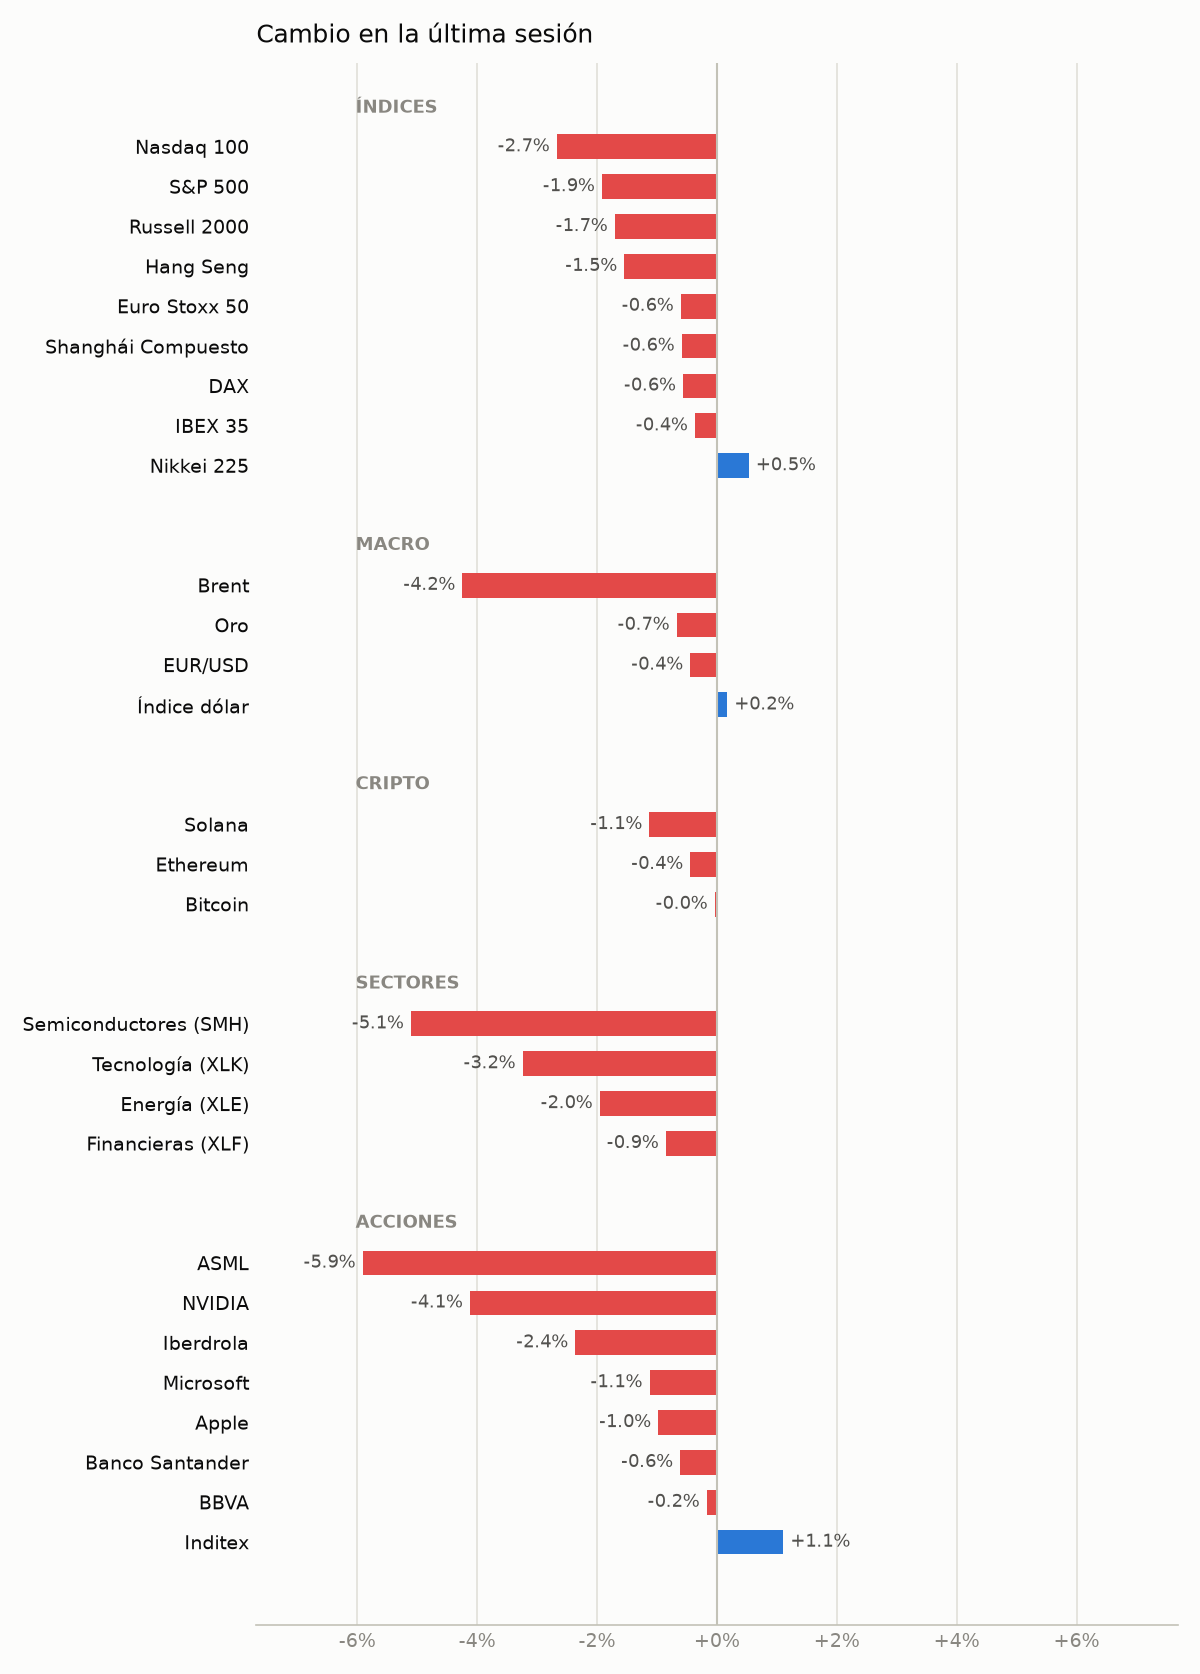 Cambio en la última sesión
ÍNDICES
Nasdaq 100 -2.7%
S&P 500 -1.9%
Russell 2000 -1.7%
Hang Seng -1.5%
Euro Stoxx 50 -0.6%
Shanghái Compuesto -0.6%
DAX -0.6%
IBEX 35 -0.4%
Nikkei 225 +0.5%
MACRO
Brent -4.2%
Oro -0.7%
EUR/USD -0.4%
Índice dólar +0.2%
CRIPTO
Solana -1.1%
Ethereum -0.4%
Bitcoin -0.0%
SECTORES
Semiconductores (SMH) -5.1%
Tecnología (XLK) -3.2%
Energía (XLE) -2.0%
Financieras (XLF) -0.9%
ACCIONES
ASML -5.9%
NVIDIA -4.1%
Iberdrola -2.4%
Microsoft -1.1%
Apple -1.0%
Banco Santander -0.6%
BBVA -0.2%
Inditex +1.1%
-6% -4% -2% +0% +2% +4% +6%